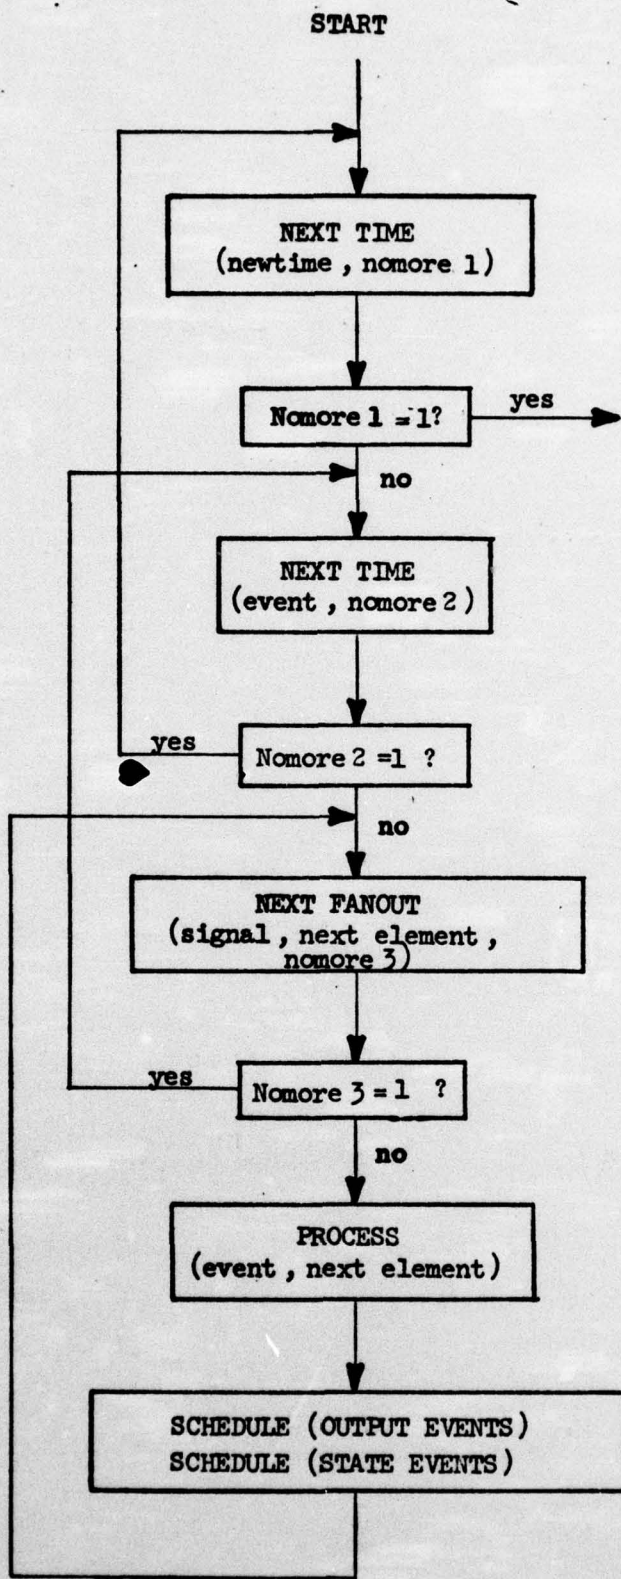 START
NEXT TIME
(newtime , nomore 1)
Nomore 1 = 1?
yes
no
NEXT TIME
(event , nomore 2)
yes
Nomore 2 =1 ?
no
NEXT FANOUT
(signal , next element ,
nomore 3)
yes
Nomore 3 = 1 ?
no
PROCESS
(event , next element)
SCHEDULE (OUTPUT EVENTS)
SCHEDULE (STATE EVENTS)